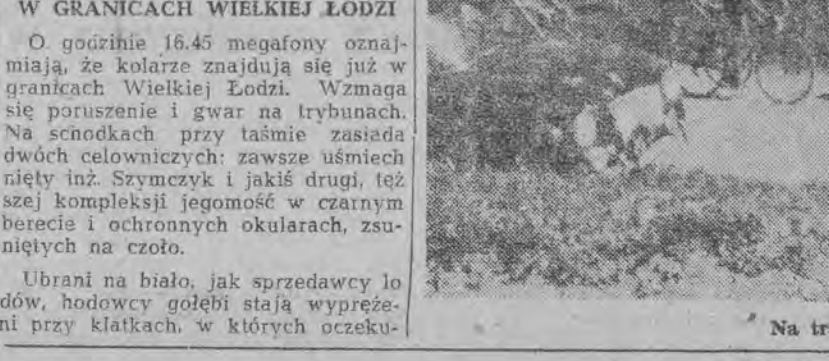 W GRANICACH WIELKIEJ ŁODZI
O godzinie 16.45 megafony oznaj-
miają, że kolarze znajdują się już w
granicach Wielkiej Łodzi. Wzmaga
się poruszenie i gwar na trybunach.
Na schodkach przy taśmie zasiada
dwóch celowniczych: zawsze uśmiech
nięty inż. Szymczyk i jakiś drugi, tęż
szej kompleksji jegomość w czarnym
berecie i ochronnych okularach, zsu-
niętych na czoło.
Ubrani na biało, jak sprzedawcy lo
dów, hodowcy gołębi stają wypręże-
ni przy klatkach, w których oczeku-
Na tr